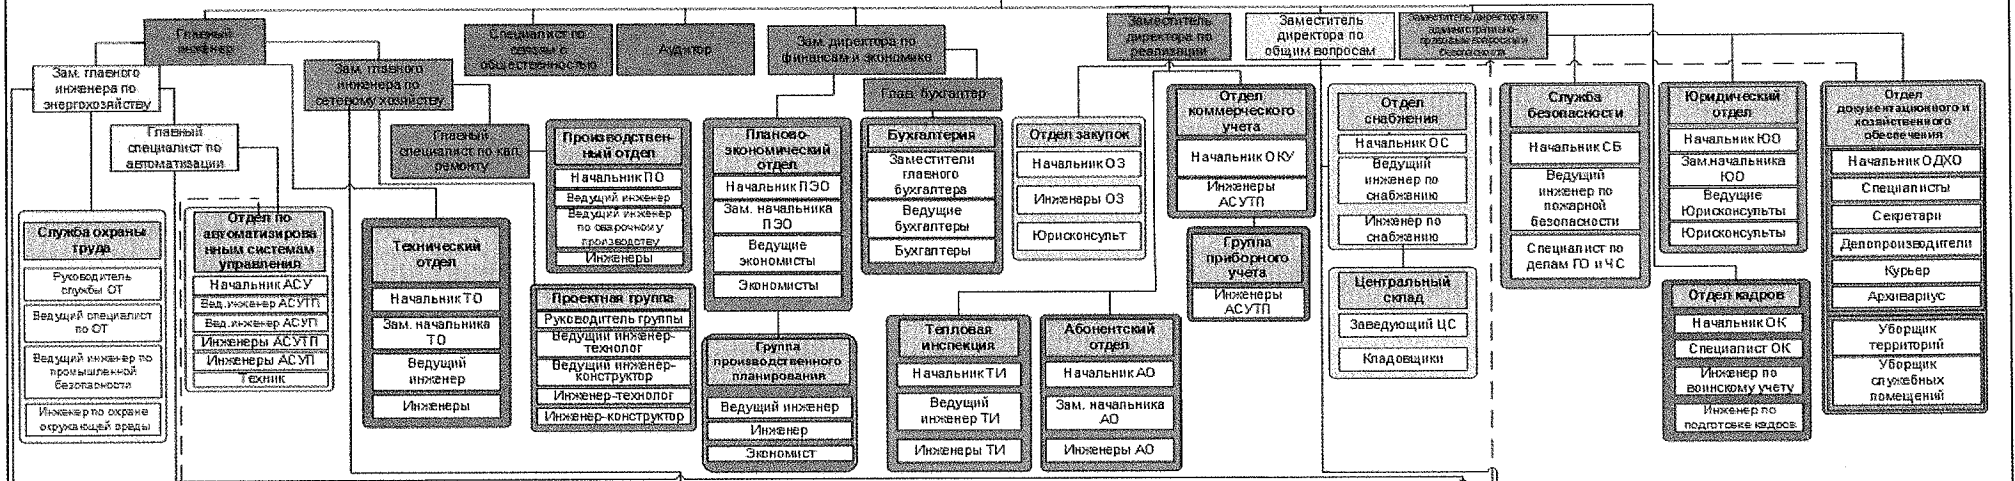 Главный
инженер
Специалист по
связям с
общественностью
Аудитор
Зам. директора по
финансам и экономике
Заместитель
директора по
реализации
Заместитель
директора по
общим вопросам
Заместитель директора по
административно-
правовым вопросам и
безопасности
Зам. главного
инженера по
энергохозяйству
Зам. главного
инженера по
сетевому хозяйству
Глав. бухгалтер
Главный
специалист по
автоматизации
Главный
специалист по кап.
ремонту
Служба охраны
труда
Руководитель
службы ОТ
Ведущий специалист
по ОТ
Ведущий инженер по
промышленной
безопасности
Инженер по охране
окружающей среды
Отдел по
автоматизирова
нным системам
управления
Начальник АСУ
Вед.инженер АСУТП
Вед.инженер АСУП
Инженеры АСУТП
Инженеры АСУП
Техник
Технический
отдел
Начальник ТО
Зам. начальника
ТО
Ведущий
инженер
Инженеры
Производствен-
ный отдел
Начальник ПО
Ведущий инженер
Ведущий инженер
по сварочному
производству
Инженеры
Проектная группа
Руководитель группы
Ведущий инженер-
технолог
Ведущий инженер-
конструктор
Инженер-технолог
Инженер-конструктор
Планово-
экономический
отдел
Начальник ПЭО
Зам. начальника
ПЭО
Ведущие
экономисты
Экономисты
Группа
производственного
планирования
Ведущий инженер
Инженер
Экономист
Бухгалтерия
Заместители
главного
бухгалтера
Ведущие
бухгалтеры
Бухгалтеры
Отдел закупок
Начальник ОЗ
Инженеры ОЗ
Юрисконсульт
Тепловая
инспекция
Начальник ТИ
Ведущий
инженер ТИ
Инженеры ТИ
Абонентский
отдел
Начальник АО
Зам. начальника
АО
Инженеры АО
Отдел
коммерческого
учета
Начальник ОКУ
Инженеры
АСУТП
Группа
приборного
учета
Инженеры
АСУТП
Отдел
снабжения
Начальник ОС
Ведущий
инженер по
снабжению
Инженер по
снабжению
Центральный
склад
Заведующий ЦС
Кладовщики
Служба
безопасности
Начальник СБ
Ведущий
инженер по
пожарной
безопасности
Специалист по
делам ГО и ЧС
Юридический
отдел
Начальник ЮО
Зам.начальника
ЮО
Ведущие
Юрисконсульты
Юрисконсульты
Отдел кадров
Начальник ОК
Специалист ОК
Инженер по
воинскому учету
Инженер по
подготовке кадров
Отдел
документационного и
хозяйственного
обеспечения
Начальник ОДХО
Специалисты
Секретари
Делопроизводители
Курьер
Архивариус
Уборщик
территорий
Уборщик
служебных
помещений